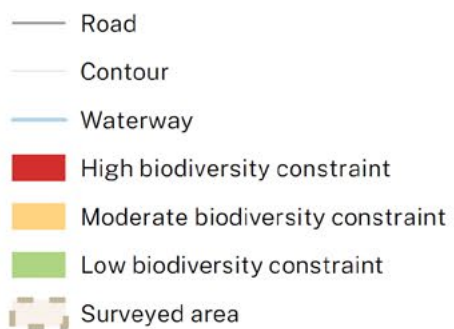 Road
Contour
Waterway
High biodiversity constraint
Moderate biodiversity constraint
Low biodiversity constraint
Surveyed area